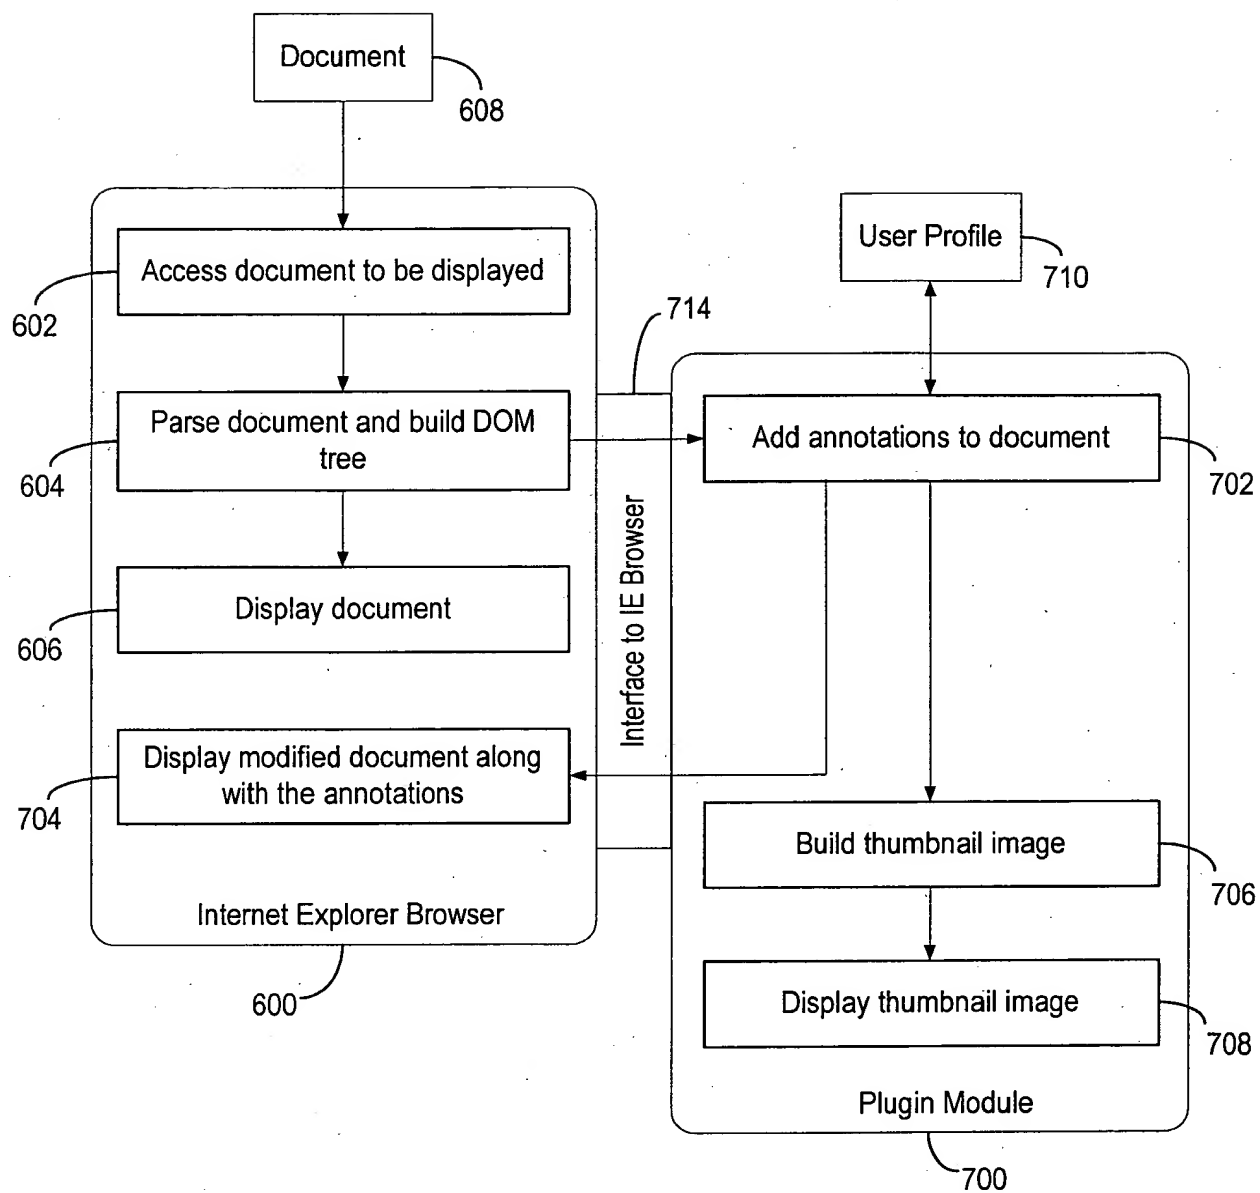 Document
608
Access document to be displayed
602
User Profile
710
714
Parse document and build DOM
tree
604
Add annotations to document
702
Interface to IE Browser
Display document
606
Display modified document along
with the annotations
704
Build thumbnail image
706
Internet Explorer Browser
600
Display thumbnail image
708
Plugin Module
700